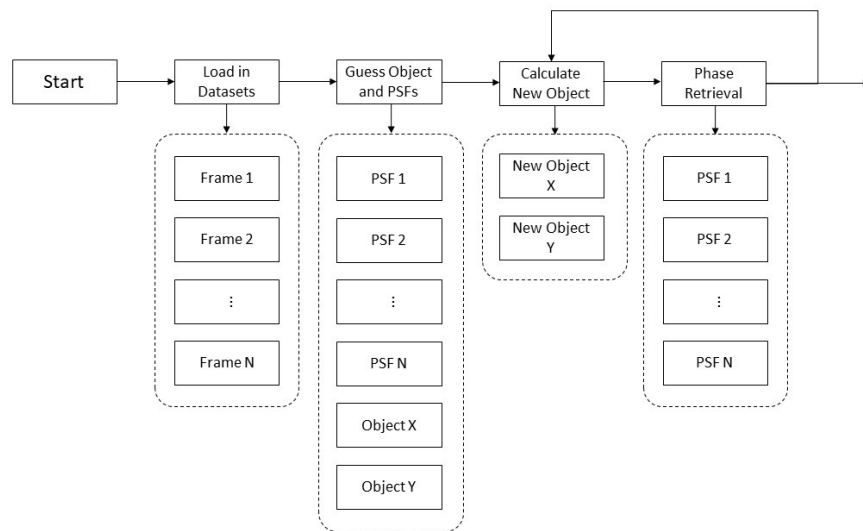 Start
Load in
Datasets
Guess Object
and PSFs
Calculate
New Object
Phase
Retrieval
Frame 1
Frame 2
⋮
Frame N
PSF 1
PSF 2
⋮
PSF N
Object X
Object Y
New Object
X
New Object
Y
PSF 1
PSF 2
⋮
PSF N